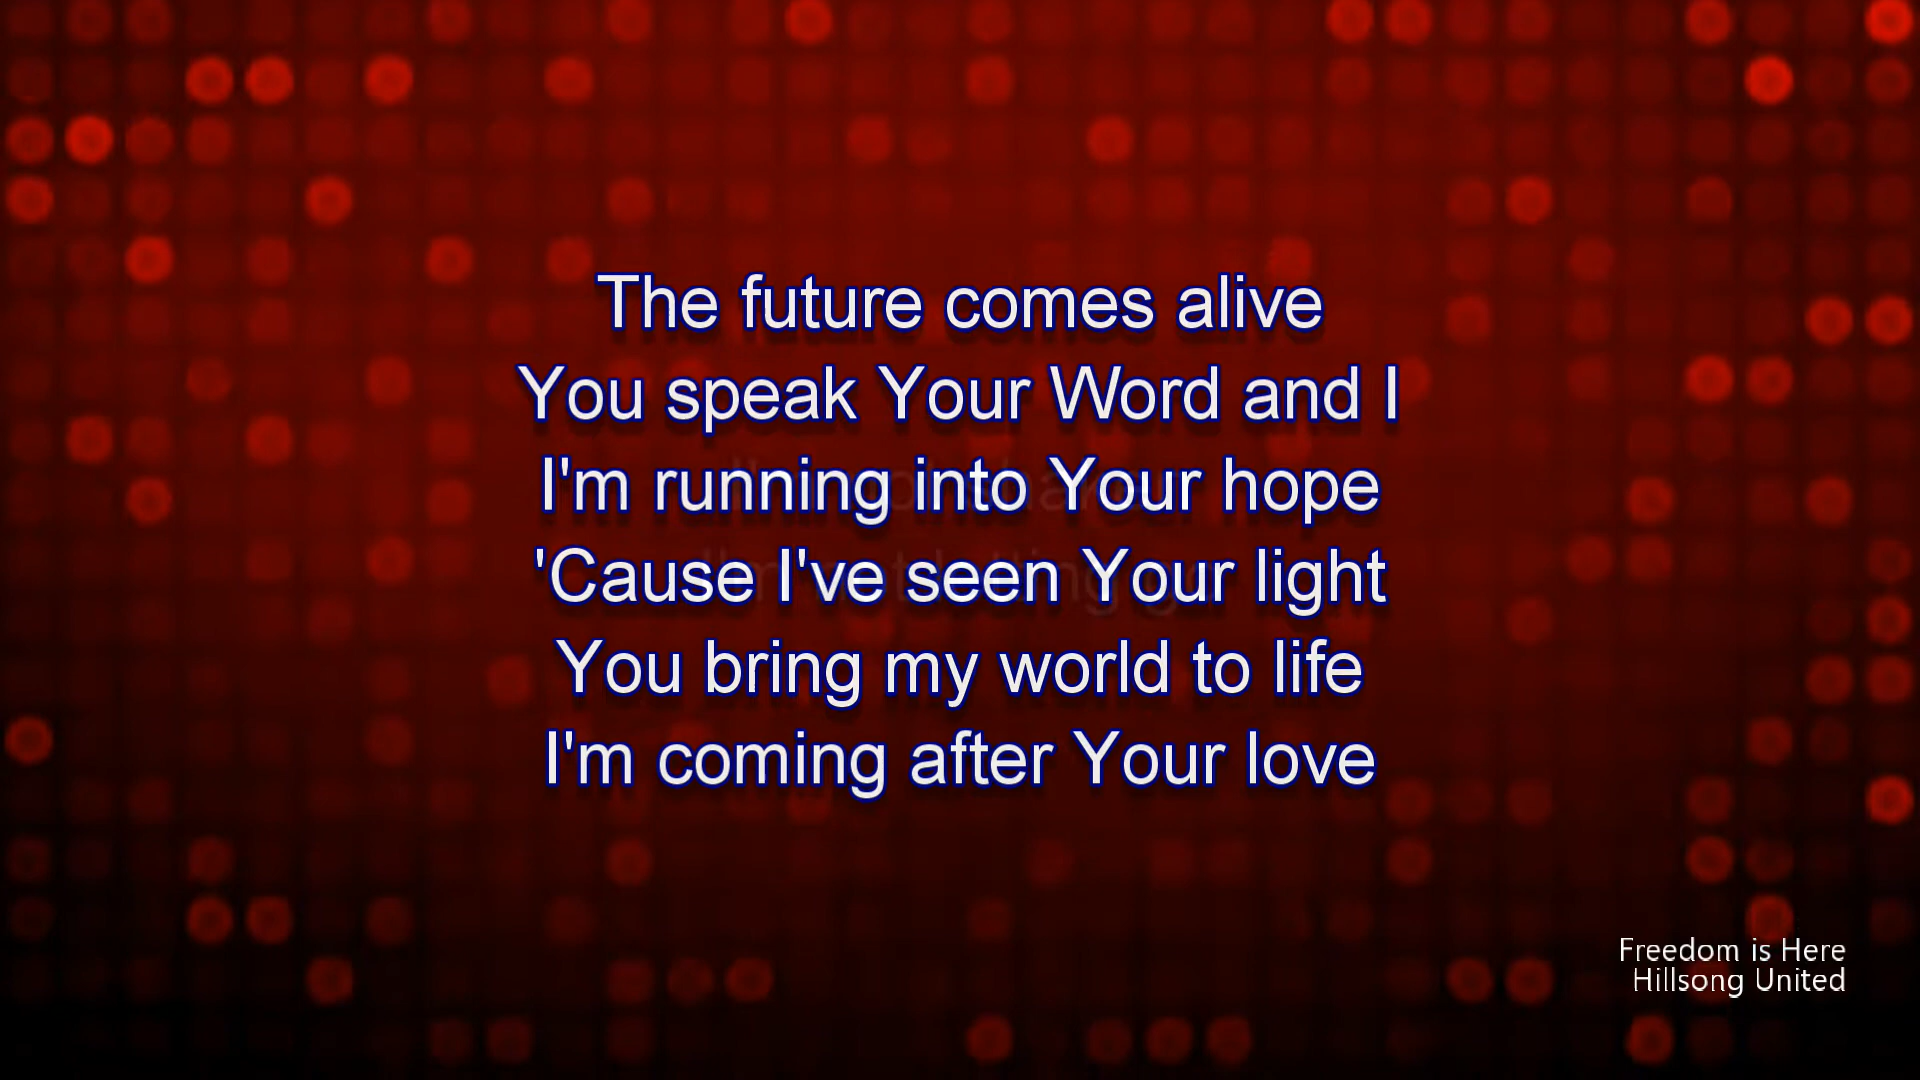 The future comes alive
You speak Your Word and I
I'm running into Your hope
'Cause I've seen Your light
You bring my world to life
I'm coming after Your love
Freedom is Here
Hillsong United